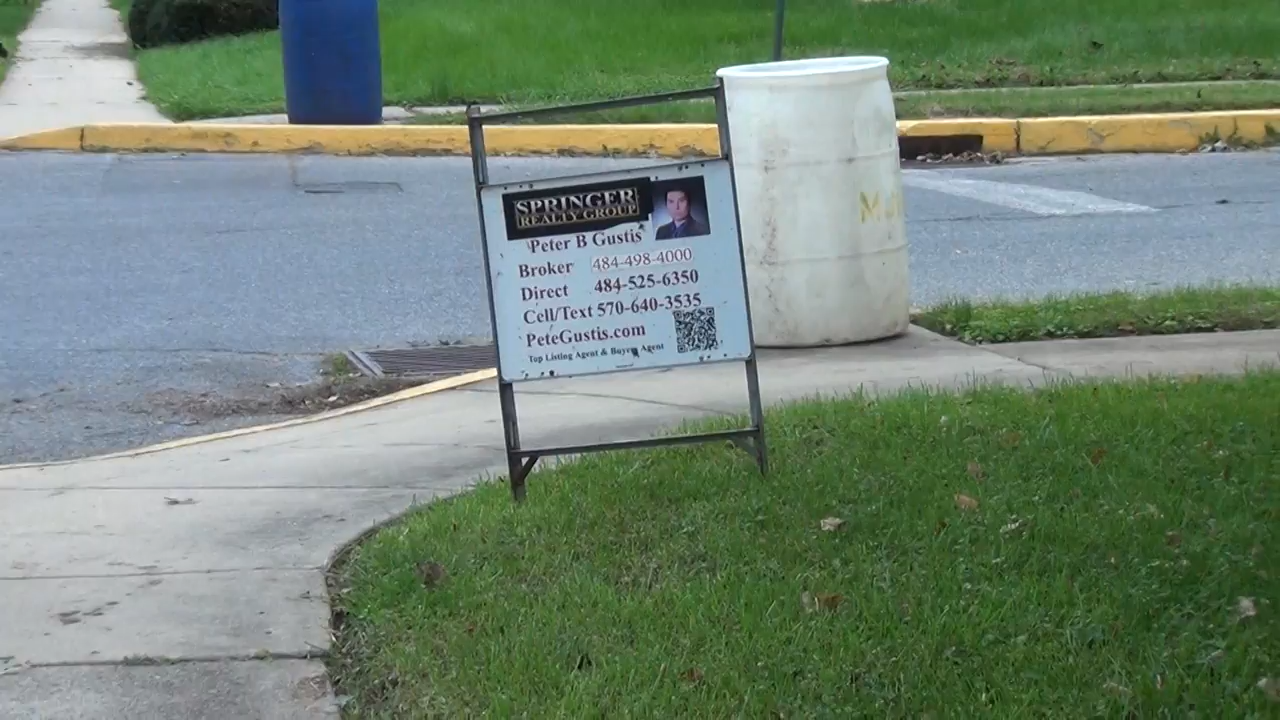 SPRINGER
REALTY GROUP
Peter B Gustis
Broker 484-498-4000
Direct 484-525-6350
Cell/Text 570-640-3535
PeteGustis.com
Top Listing Agent & Buyers Agent